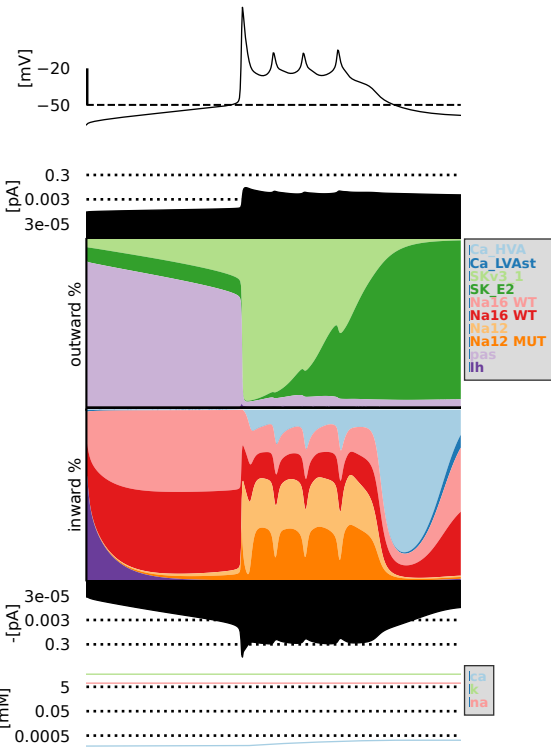 [mV]
−20
−50
[pA]
0.3
0.003
3e-05
outward %
Ca_HVA
Ca_LVAst
SKv3_1
SK_E2
Na16 WT
Na16 WT
Na12
Na12 MUT
pas
Ih
inward %
-[pA]
3e-05
0.003
0.3
[mM]
5
0.05
0.0005
ca
k
na